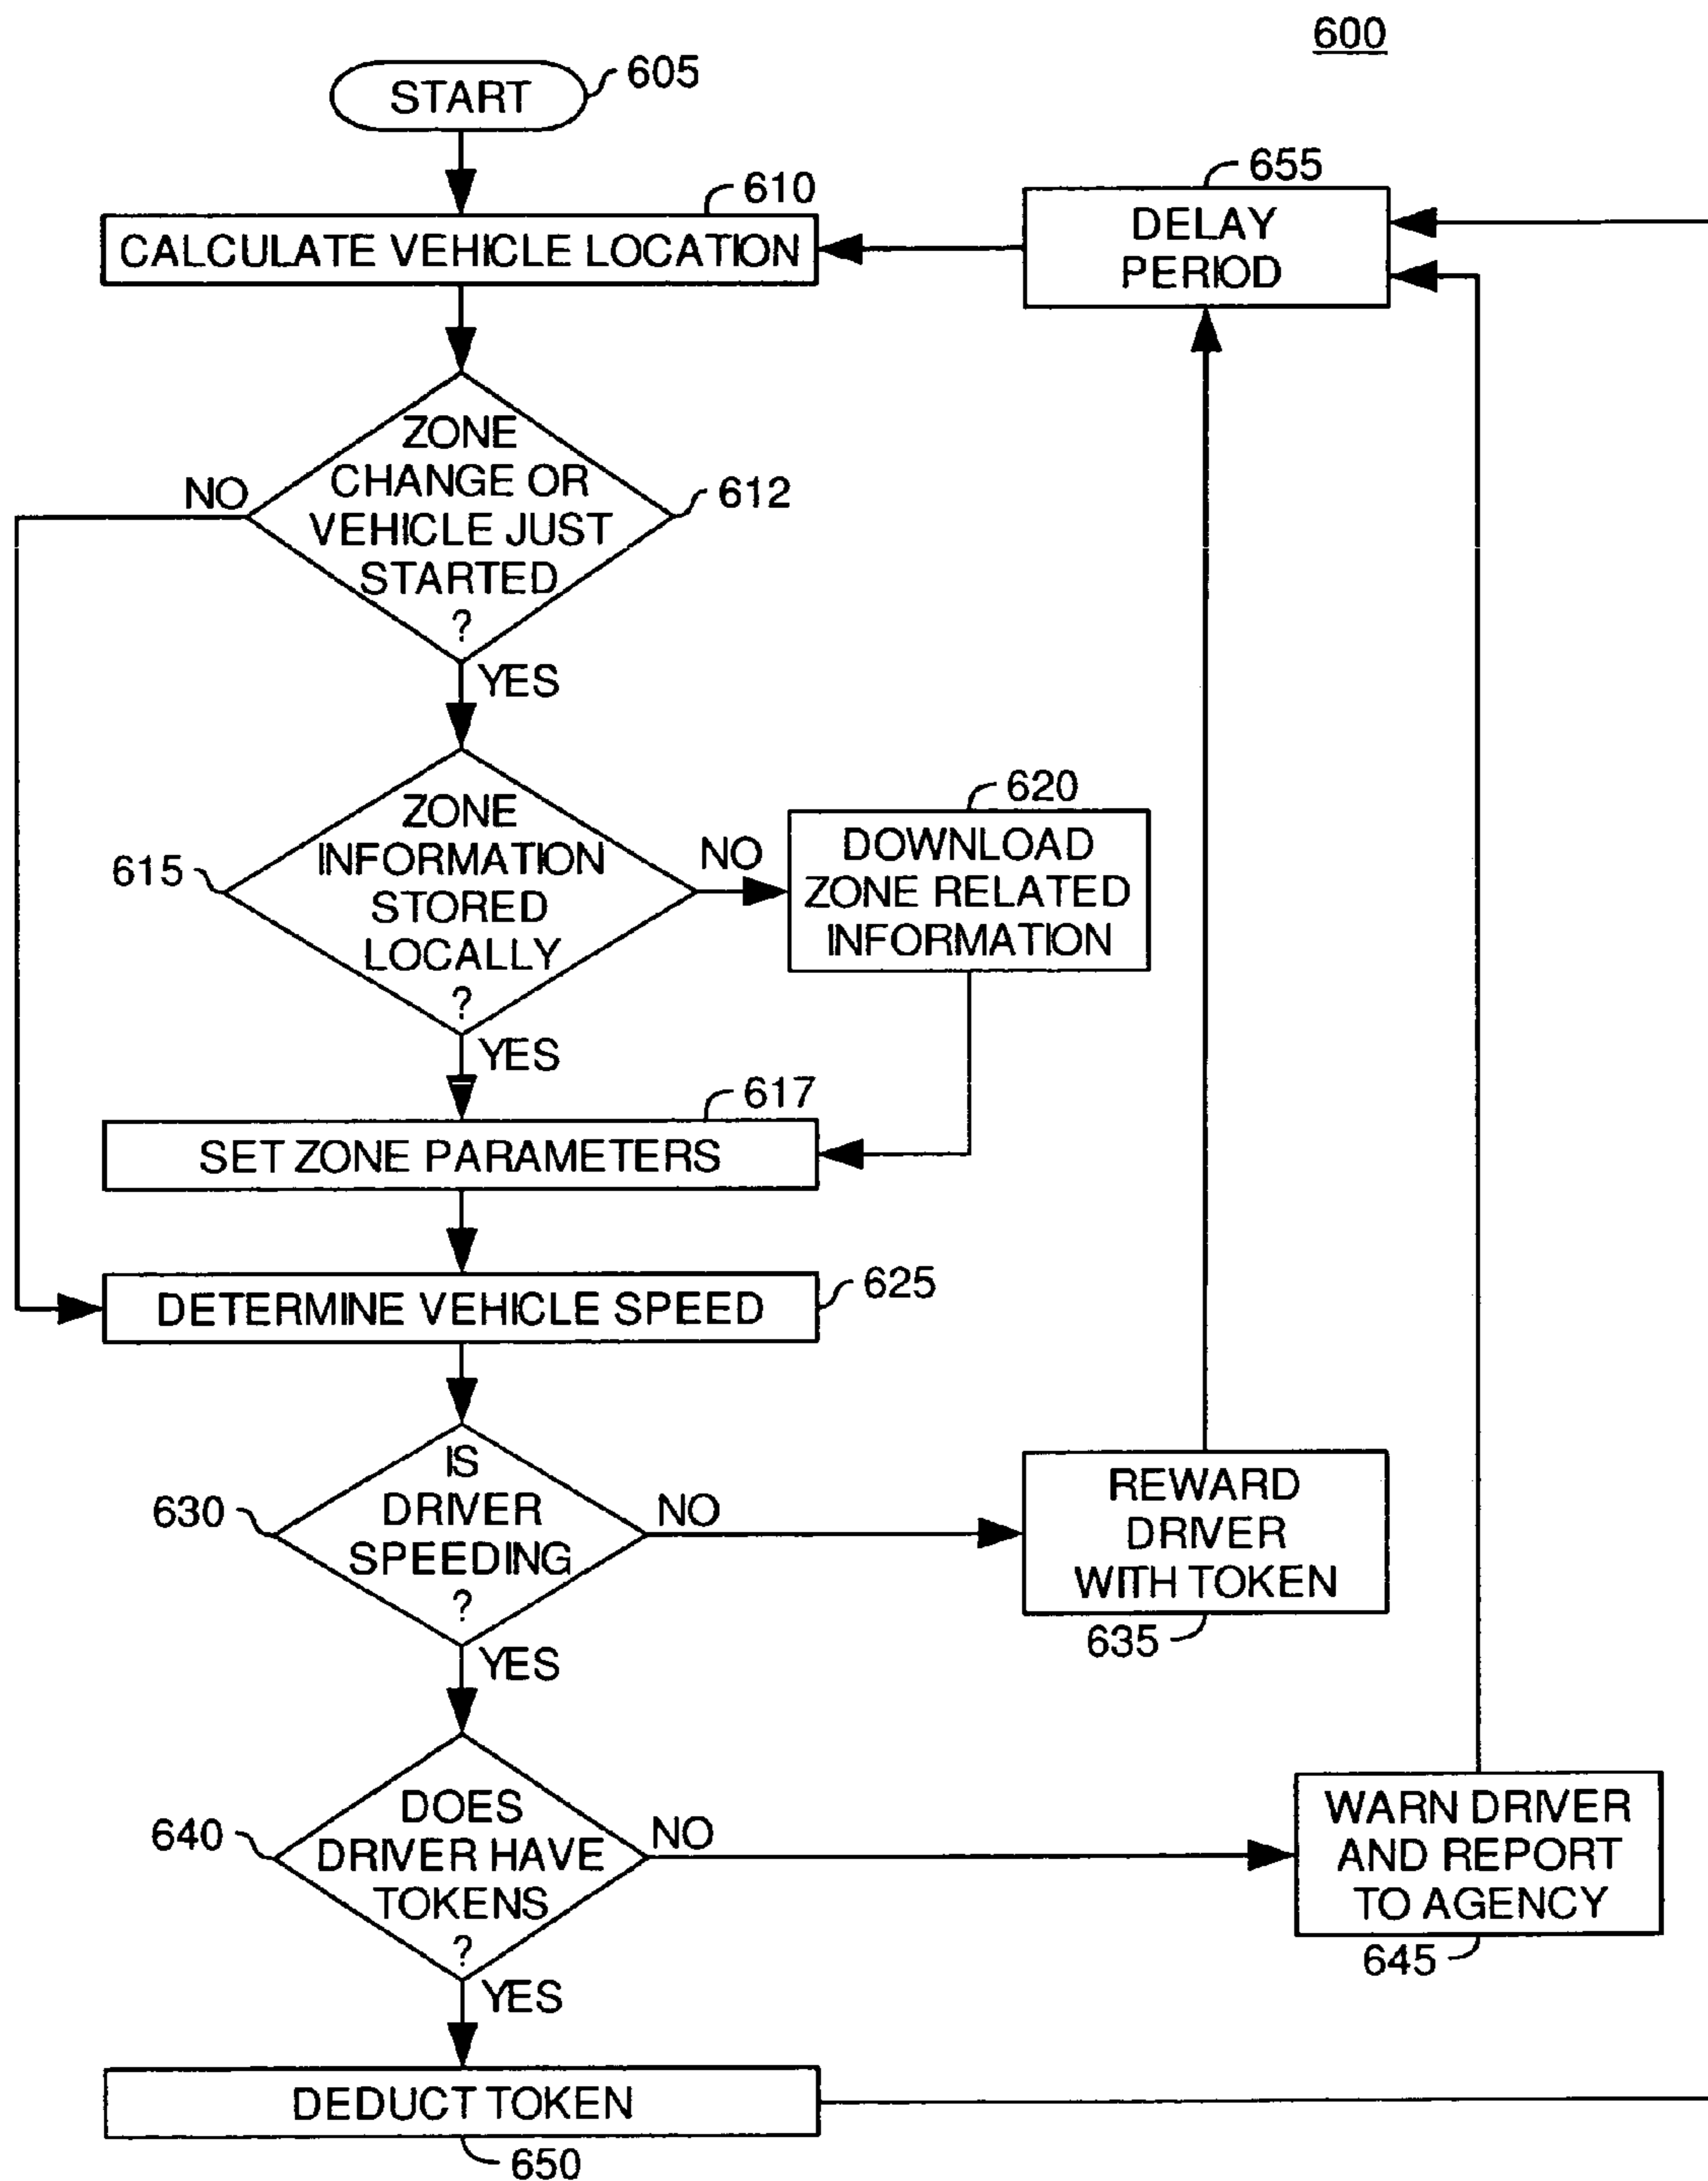 600
START
605
610
CALCULATE VEHICLE LOCATION
655
DELAY
PERIOD
ZONE
CHANGE OR
VEHICLE JUST
STARTED
?
612
NO
YES
ZONE
INFORMATION
STORED
LOCALLY
?
615
NO
620
DOWNLOAD
ZONE RELATED
INFORMATION
YES
617
SET ZONE PARAMETERS
DETERMINE VEHICLE SPEED
625
IS
DRIVER
SPEEDING
?
630
NO
REWARD
DRIVER
WITH TOKEN
635
YES
DOES
DRIVER HAVE
TOKENS
?
640
NO
WARN DRIVER
AND REPORT
TO AGENCY
645
YES
DEDUCT TOKEN
650